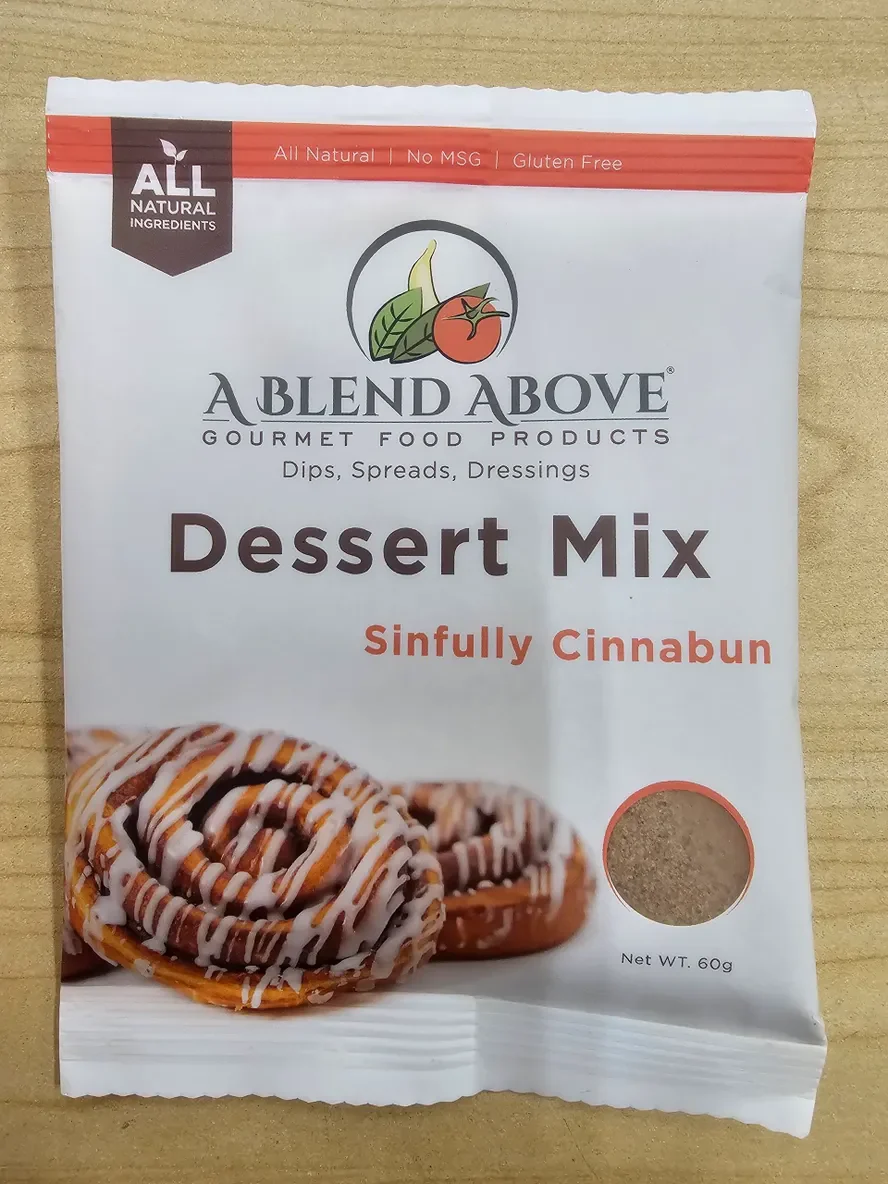 All Natural | No MSG | Gluten Free
ALL
NATURAL
INGREDIENTS
A BLEND ABOVE®
GOURMET FOOD PRODUCTS
Dips, Spreads, Dressings
Dessert Mix
Sinfully Cinnabun
Net WT. 60g